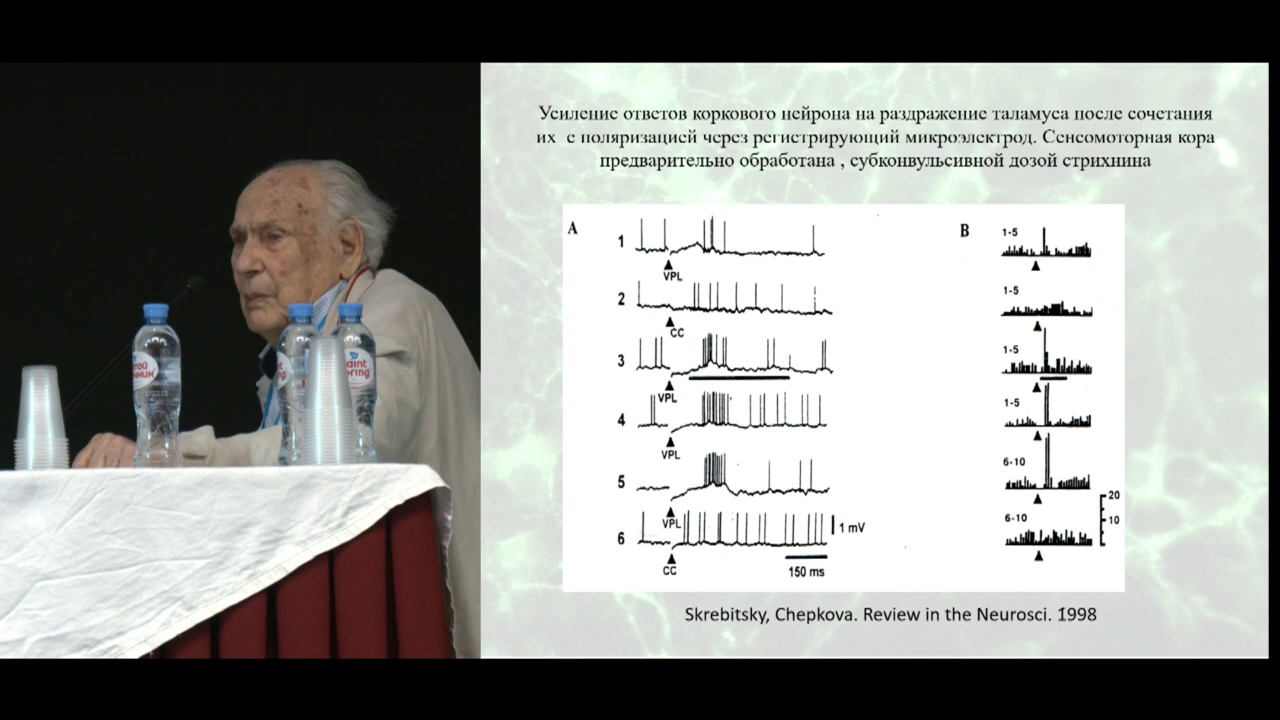 Усиление ответов коркового нейрона на раздражение таламуса после сочетания
их с поляризацией через регистрирующий микроэлектрод. Сенсомоторная кора
предварительно обработана , субконвульсивной дозой стрихнина
A
B
1
VPL
2
CC
3
VPL
4
VPL
5
VPL
6
CC
1 mV
150 ms
1-5
1-5
1-5
1-5
6-10
6-10
20
10
Skrebitsky, Chepkova. Review in the Neurosci. 1998